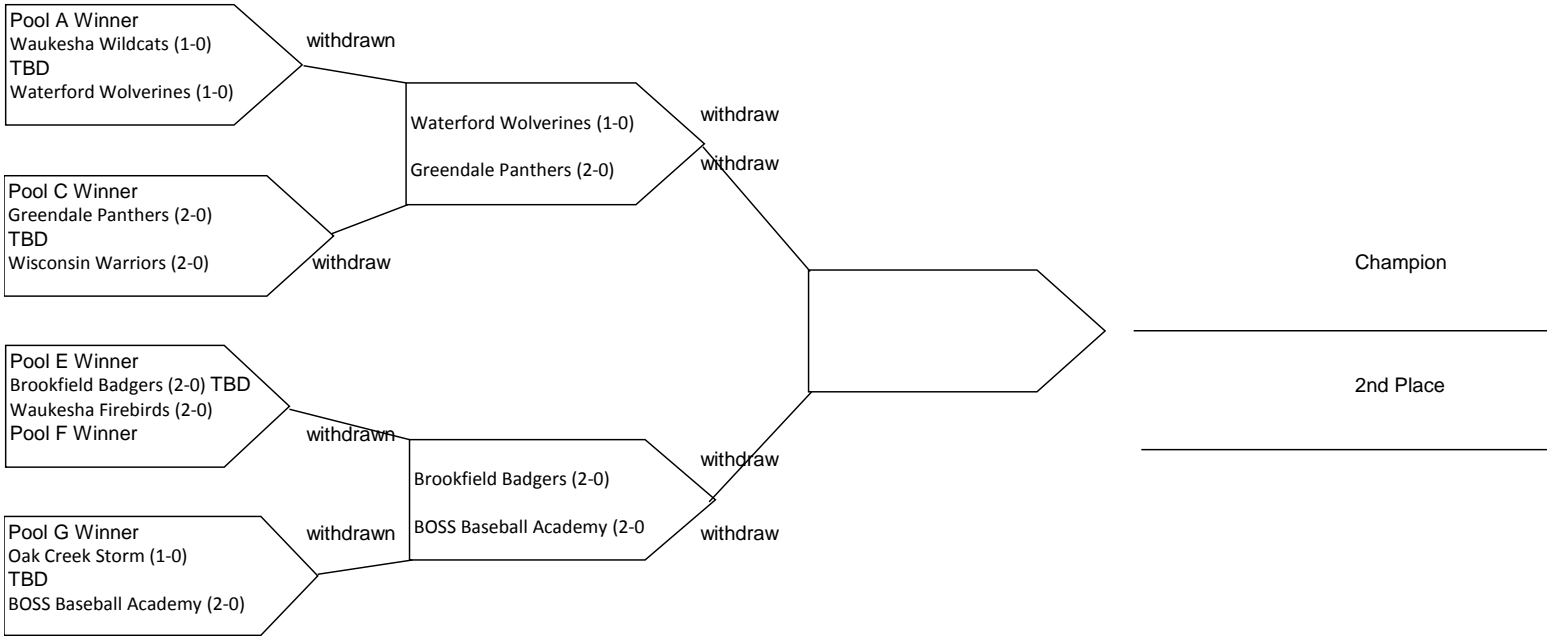 Pool A Winner
Waukesha Wildcats (1-0)
TBD
Waterford Wolverines (1-0)
withdrawn
Waterford Wolverines (1-0)
Greendale Panthers (2-0)
withdraw
withdraw
Pool C Winner
Greendale Panthers (2-0)
TBD
Wisconsin Warriors (2-0)
withdraw
Champion
2nd Place
Pool E Winner
Brookfield Badgers (2-0) TBD
Waukesha Firebirds (2-0)
Pool F Winner
withdrawn
Brookfield Badgers (2-0)
BOSS Baseball Academy (2-0
withdraw
withdraw
Pool G Winner
Oak Creek Storm (1-0)
TBD
BOSS Baseball Academy (2-0)
withdrawn